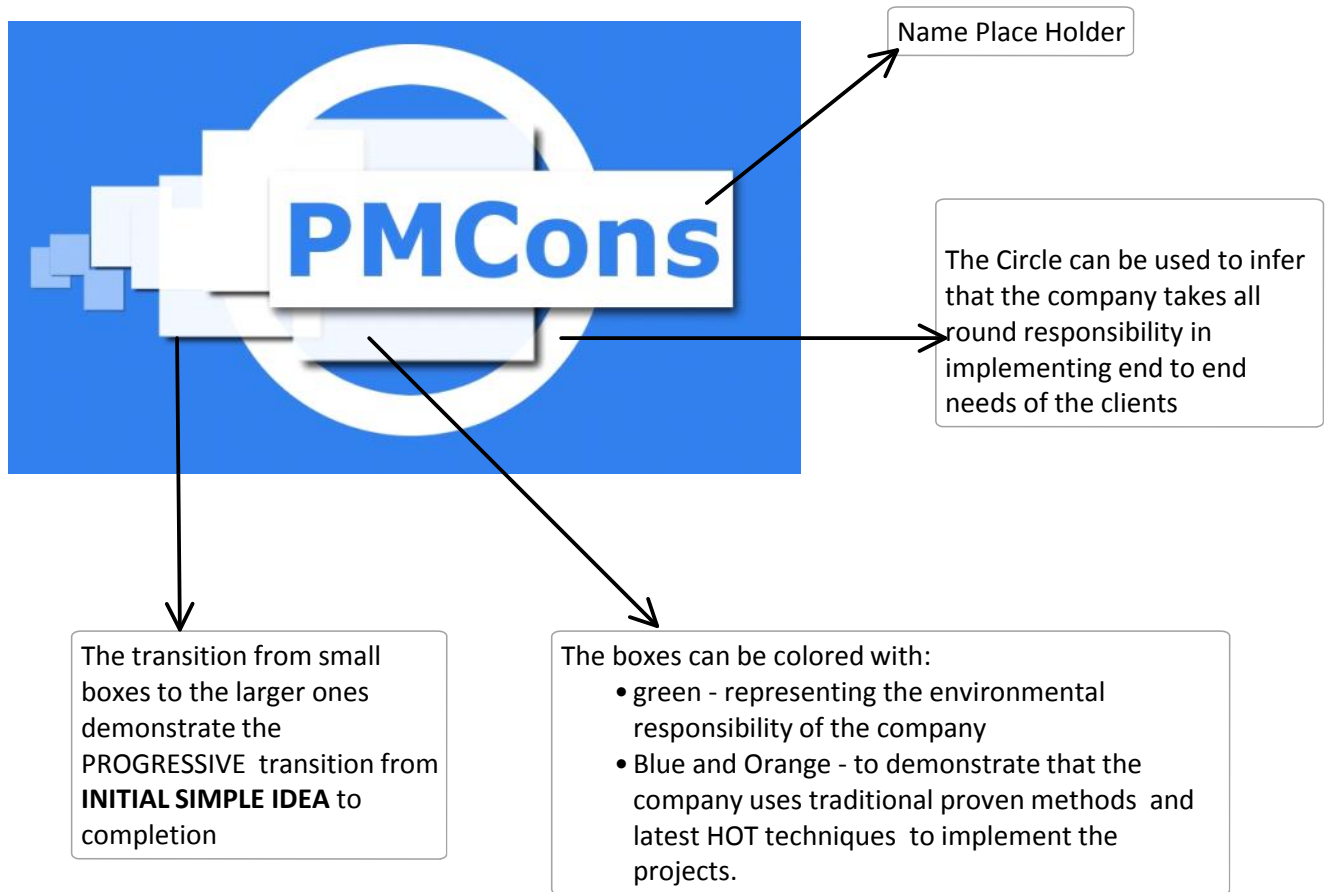 Name Place Holder
PMCons
The Circle can be used to infer
that the company takes all
round responsibility in
implementing end to end
needs of the clients
The transition from small
boxes to the larger ones
demonstrate the
PROGRESSIVE transition from
INITIAL SIMPLE IDEA to
completion
The boxes can be colored with:
• green - representing the environmental
responsibility of the company
• Blue and Orange - to demonstrate that the
company uses traditional proven methods and
latest HOT techniques to implement the
projects.